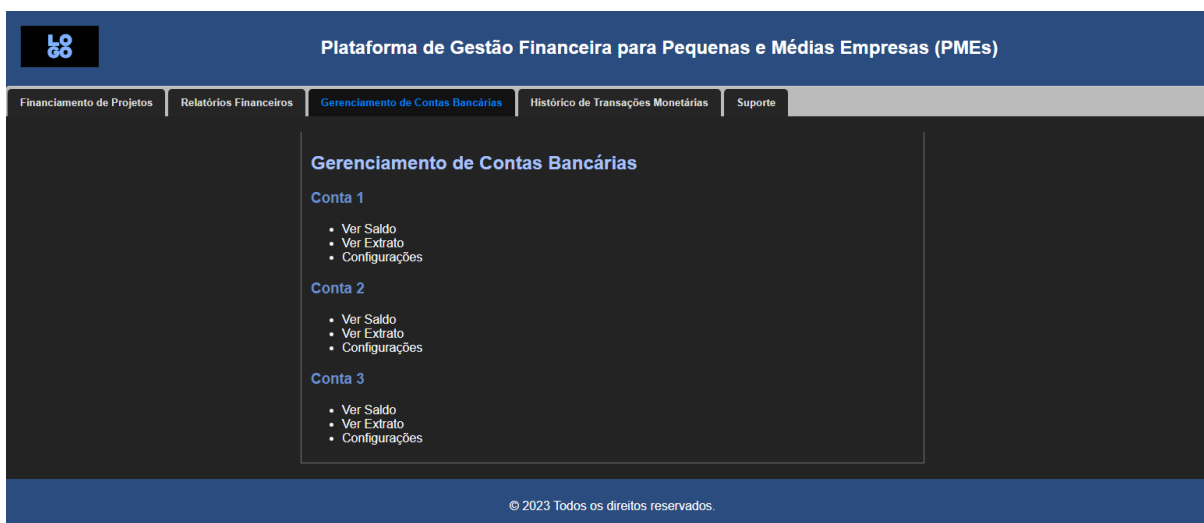 LO
GO
Plataforma de Gestão Financeira para Pequenas e Médias Empresas (PMEs)
Financiamento de Projetos
Relatórios Financeiros
Gerenciamento de Contas Bancárias
Histórico de Transações Monetárias
Suporte
Gerenciamento de Contas Bancárias
Conta 1
• Ver Saldo
• Ver Extrato
• Configurações
Conta 2
• Ver Saldo
• Ver Extrato
• Configurações
Conta 3
• Ver Saldo
• Ver Extrato
• Configurações
© 2023 Todos os direitos reservados.